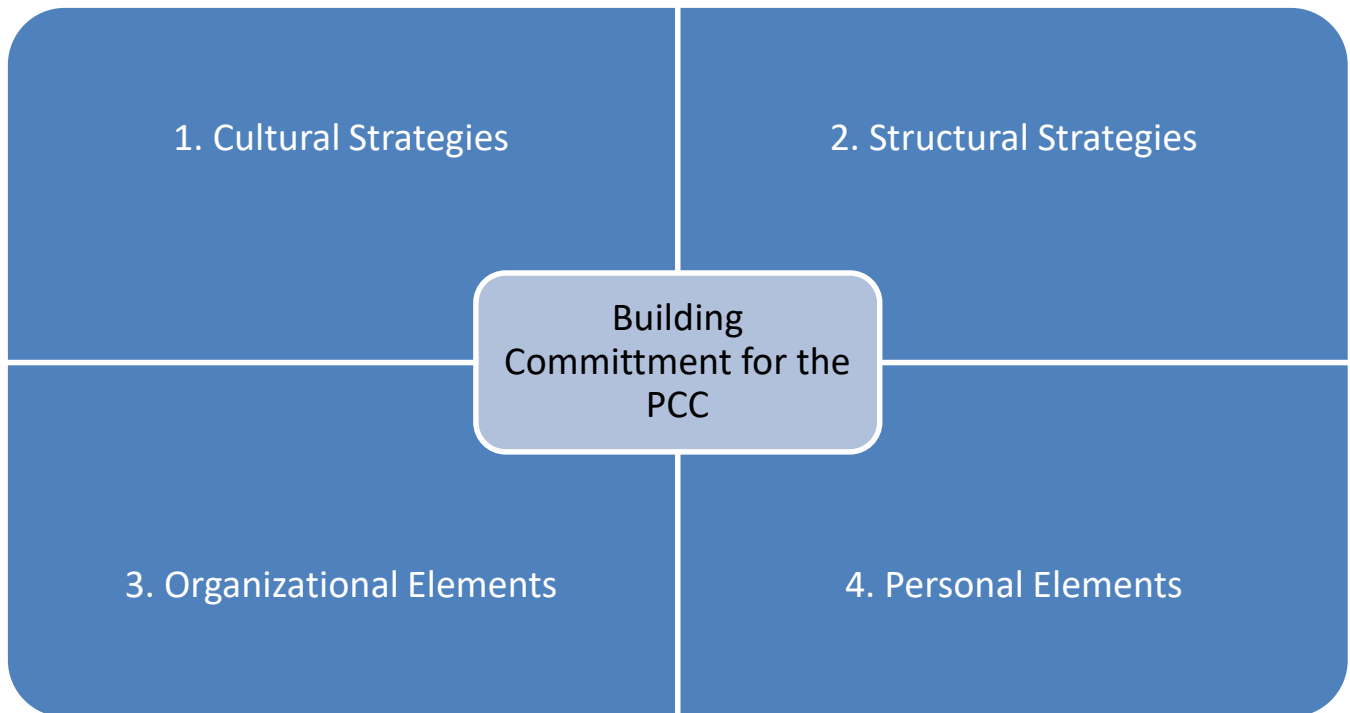 1. Cultural Strategies
2. Structural Strategies
Building
Committment for the
PCC
3. Organizational Elements
4. Personal Elements